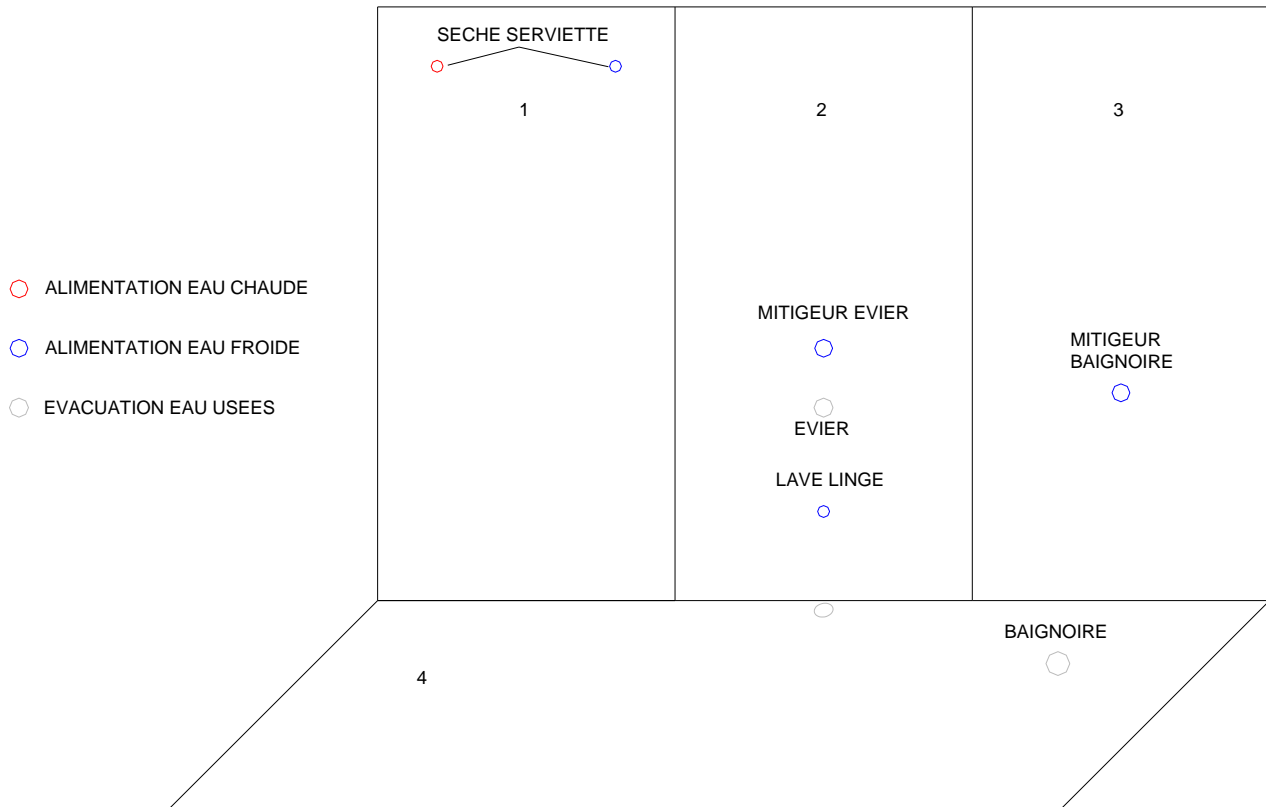 SECHE SERVIETTE
1
2
3
ALIMENTATION EAU CHAUDE
ALIMENTATION EAU FROIDE
EVACUATION EAU USEES
MITIGEUR EVIER
EVIER
LAVE LINGE
MITIGEUR
BAIGNOIRE
BAIGNOIRE
4